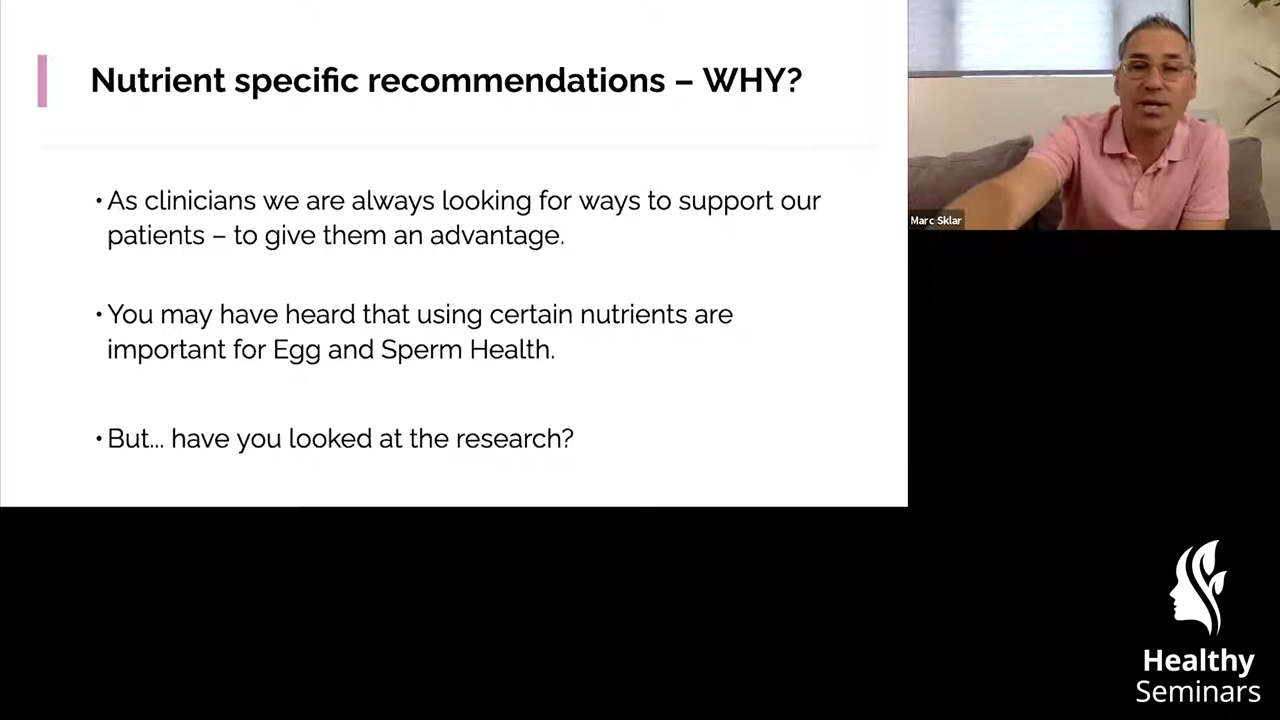 Nutrient specific recommendations – WHY?
• As clinicians we are always looking for ways to support our
patients – to give them an advantage.
• You may have heard that using certain nutrients are
important for Egg and Sperm Health.
• But... have you looked at the research?
Marc Sklar
Healthy
Seminars